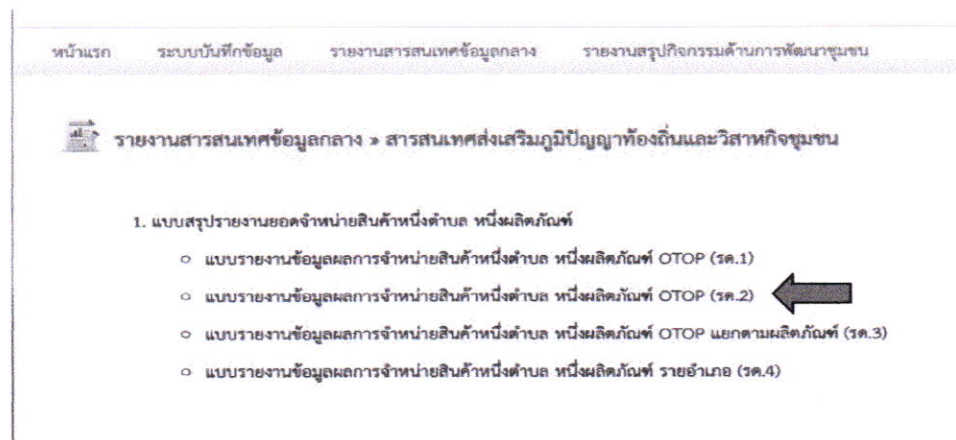 หน้าแรก ระบบบันทึกข้อมูล รายงานสารสนเทศข้อมูลกลาง รายงานสรุปกิจกรรมด้านการพัฒนาชุมชน
รายงานสารสนเทศข้อมูลกลาง » สารสนเทศส่งเสริมภูมิปัญญาท้องถิ่นและวิสาหกิจชุมชน
1. แบบสรุปรายงานยอดจำหน่ายสินค้าหนึ่งตำบล หนึ่งผลิตภัณฑ์
○ แบบรายงานข้อมูลผลการจำหน่ายสินค้าหนึ่งตำบล หนึ่งผลิตภัณฑ์ OTOP (รต.1)
○ แบบรายงานข้อมูลผลการจำหน่ายสินค้าหนึ่งตำบล หนึ่งผลิตภัณฑ์ OTOP (รต.2)
○ แบบรายงานข้อมูลผลการจำหน่ายสินค้าหนึ่งตำบล หนึ่งผลิตภัณฑ์ OTOP แยกตามผลิตภัณฑ์ (รต.3)
○ แบบรายงานข้อมูลผลการจำหน่ายสินค้าหนึ่งตำบล หนึ่งผลิตภัณฑ์ รายอำเภอ (รต.4)